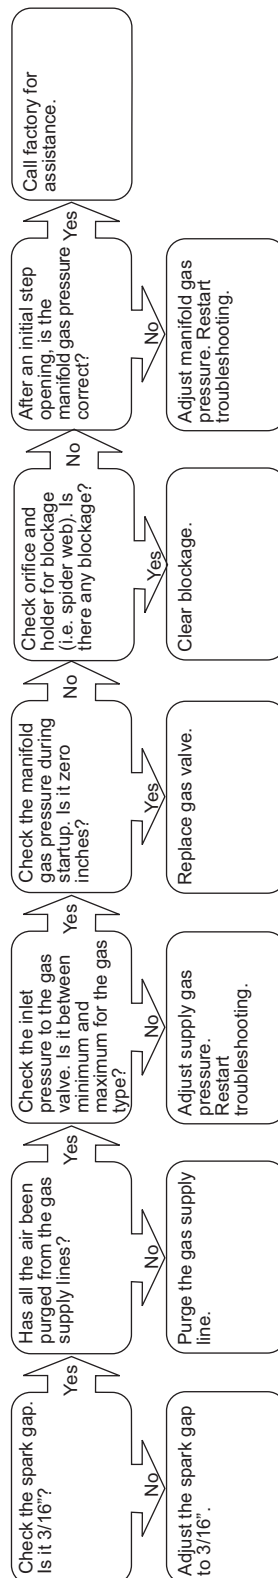 Check the spark gap.
Is it 3/16”?
Yes
No
Adjust the spark gap
to 3/16”.
Has all the air been
purged from the gas
supply lines?
Yes
No
Purge the gas supply
line.
Check the inlet
pressure to the gas
valve. Is it between
minimum and
maximum for the gas
type?
Yes
No
Adjust supply gas
pressure.
Restart
troubleshooting.
Check the manifold
gas pressure during
startup. Is it zero
inches?
No
Yes
Replace gas valve.
Check orifice and
holder for blockage
(i.e. spider web). Is
there any blockage?
No
Yes
Clear blockage.
After an initial step
opening, is the
manifold gas pressure
correct?
Yes
No
Adjust manifold gas
pressure. Restart
troubleshooting.
Call factory for
assistance.